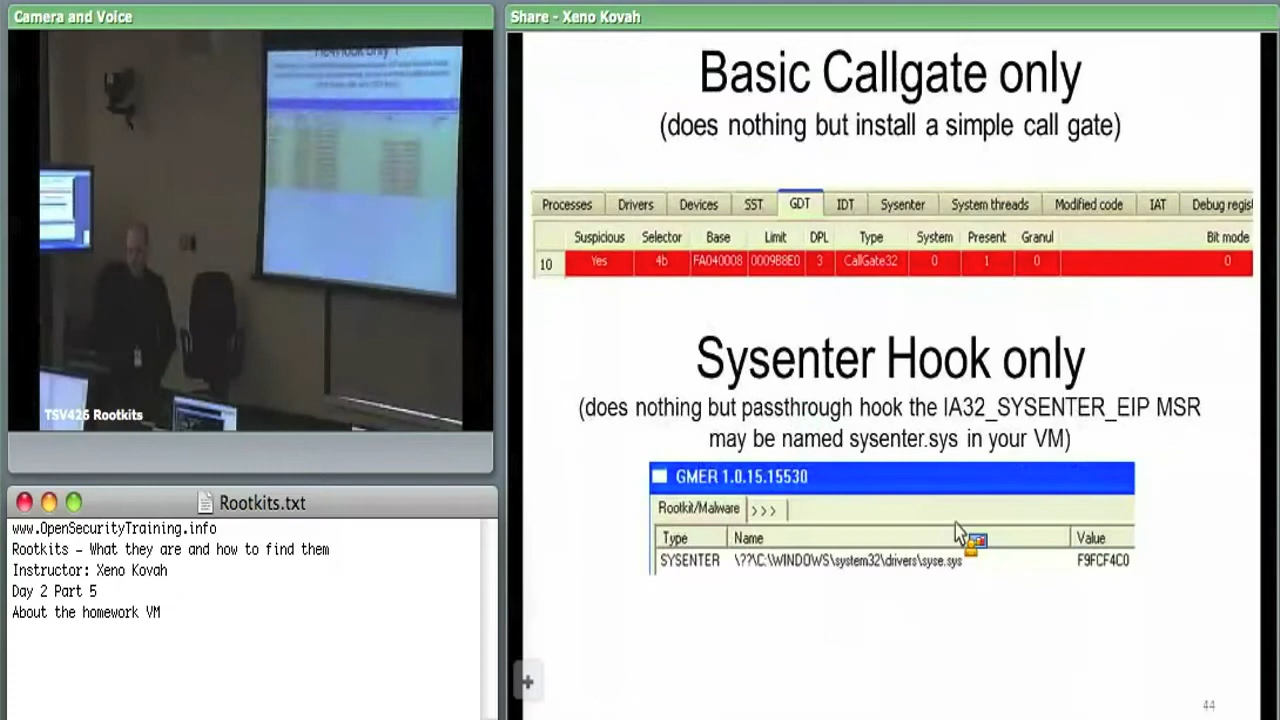 Camera and Voice
TSV426 Rootkits
Rootkits.txt
www.OpenSecurityTraining.info
Rootkits - What they are and how to find them
Instructor: Xeno Kovah
Day 2 Part 5
About the homework VM
Share - Xeno Kovah
Basic Callgate only
(does nothing but install a simple call gate)
Processes Drivers Devices SST GDT IDT Sysenter System threads Modified code IAT Debug regist
Suspicious Selector Base Limit DPL Type System Present Granul Bit mode
10 Yes 4b FA040008 0009B8E0 3 CallGate32 0 1 0 0
Sysenter Hook only
(does nothing but passthrough hook the IA32_SYSENTER_EIP MSR
may be named sysenter.sys in your VM)
GMER 1.0.15.15530
Rootkit/Malware >>>
Type Name Value
SYSENTER \??\C:\WINDOWS\system32\drivers\syse.sys F9FCF4C0
44